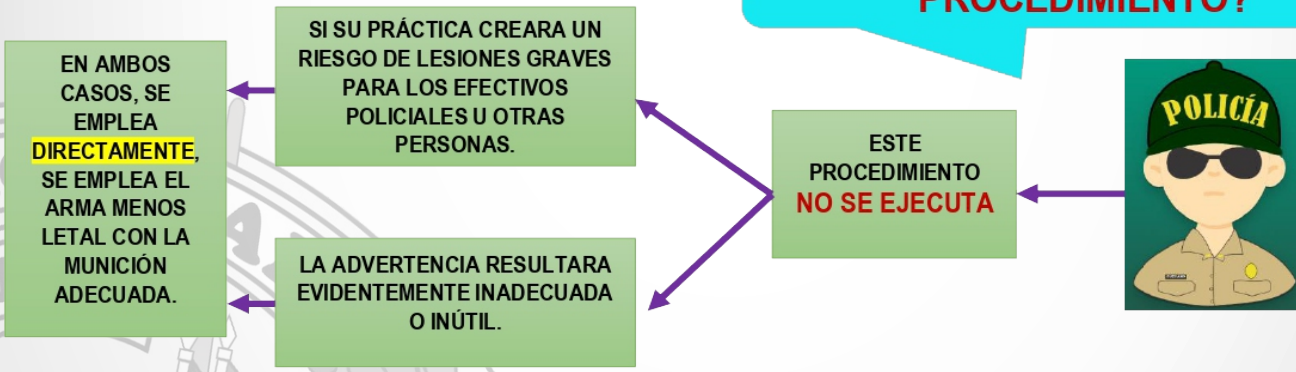 PROCEDIMIENTO?
SI SU PRÁCTICA CREARA UN
RIESGO DE LESIONES GRAVES
PARA LOS EFECTIVOS
POLICIALES U OTRAS
PERSONAS.
EN AMBOS
CASOS, SE
EMPLEA
DIRECTAMENTE,
SE EMPLEA EL
ARMA MENOS
LETAL CON LA
MUNICIÓN
ADECUADA.
LA ADVERTENCIA RESULTARA
EVIDENTEMENTE INADECUADA
O INÚTIL.
ESTE
PROCEDIMIENTO
NO SE EJECUTA
POLICÍA